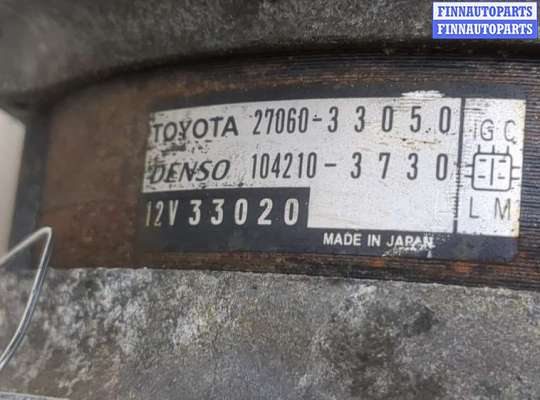 FINNAUTOPARTS
FINNAUTOPARTS
TOYOTA 27060-33050
DENSO 104210-3730
12V 33020
IG C
L M
MADE IN JAPAN